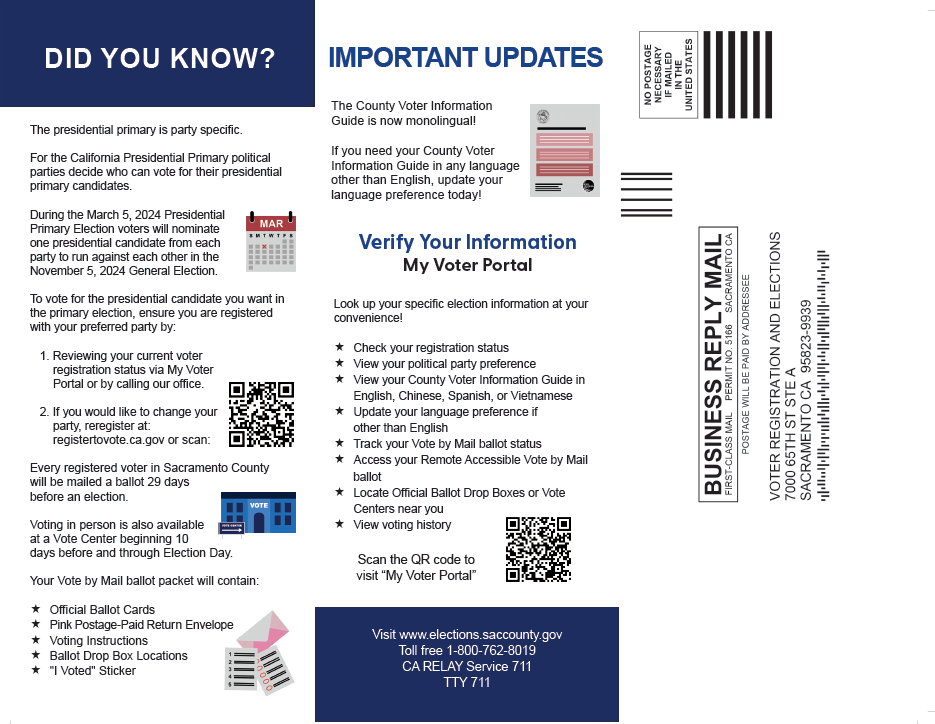 DID YOU KNOW?
The presidential primary is party specific.
For the California Presidential Primary political
parties decide who can vote for their presidential
primary candidates.
During the March 5, 2024 Presidential
Primary Election voters will nominate
one presidential candidate from each
party to run against each other in the
November 5, 2024 General Election.
MAR
S M T W T F S
To vote for the presidential candidate you want in
the primary election, ensure you are registered
with your preferred party by:
1. Reviewing your current voter
registration status via My Voter
Portal or by calling our office.
2. If you would like to change your
party, reregister at:
registertovote.ca.gov or scan:
Every registered voter in Sacramento County
will be mailed a ballot 29 days
before an election.
VOTE
VOTE CENTER
Voting in person is also available
at a Vote Center beginning 10
days before and through Election Day.
Your Vote by Mail ballot packet will contain:
★ Official Ballot Cards
★ Pink Postage-Paid Return Envelope
★ Voting Instructions
★ Ballot Drop Box Locations
★ "I Voted" Sticker
1
2
3
4
5
IMPORTANT UPDATES
The County Voter Information
Guide is now monolingual!
If you need your County Voter
Information Guide in any language
other than English, update your
language preference today!
Verify Your Information
My Voter Portal
Look up your specific election information at your
convenience!
★ Check your registration status
★ View your political party preference
★ View your County Voter Information Guide in
English, Chinese, Spanish, or Vietnamese
★ Update your language preference if
other than English
★ Track your Vote by Mail ballot status
★ Access your Remote Accessible Vote by Mail
ballot
★ Locate Official Ballot Drop Boxes or Vote
Centers near you
★ View voting history
Scan the QR code to
visit “My Voter Portal”
Visit www.elections.saccounty.gov
Toll free 1-800-762-8019
CA RELAY Service 711
TTY 711
NO POSTAGE
NECESSARY
IF MAILED
IN THE
UNITED STATES
BUSINESS REPLY MAIL
FIRST-CLASS MAIL PERMIT NO. 5166 SACRAMENTO CA
POSTAGE WILL BE PAID BY ADDRESSEE
VOTER REGISTRATION AND ELECTIONS
7000 65TH ST STE A
SACRAMENTO CA 95823-9939